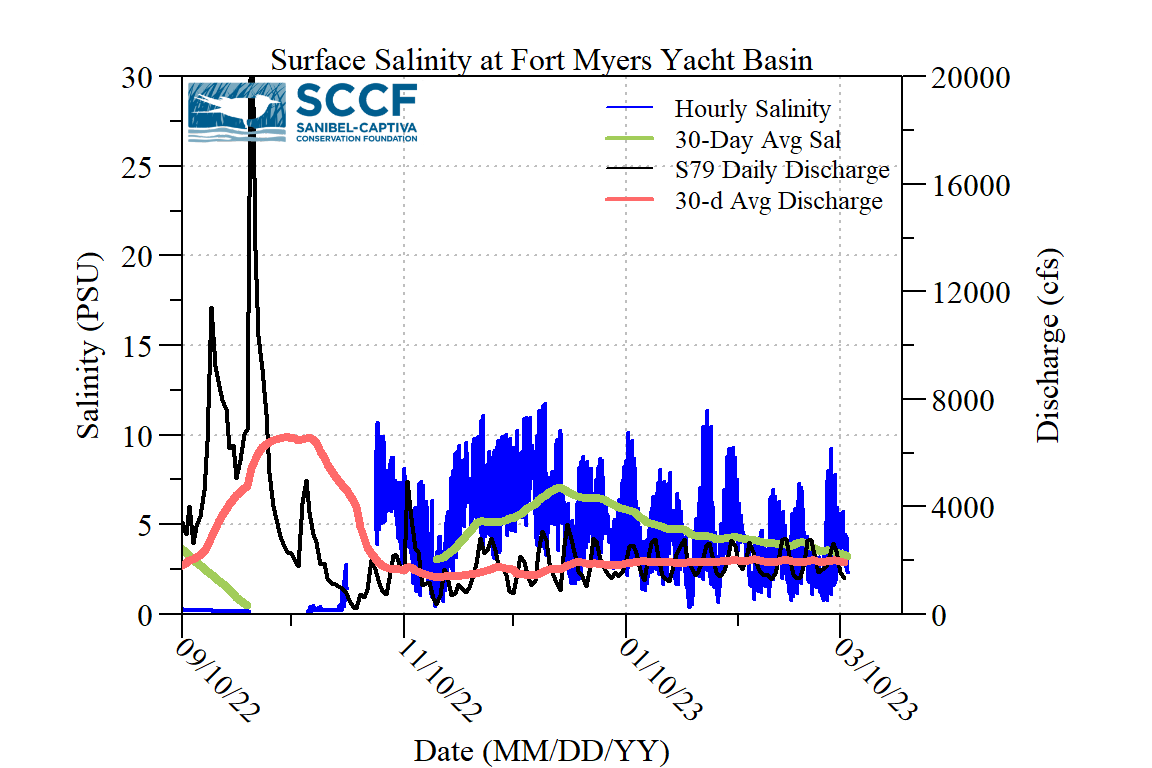 Surface Salinity at Fort Myers Yacht Basin
30
25
20
15
10
5
0
Salinity (PSU)
SCCF
SANIBEL-CAPTIVA
CONSERVATION FOUNDATION
Hourly Salinity
30-Day Avg Sal
S79 Daily Discharge
30-d Avg Discharge
20000
16000
12000
8000
4000
0
Discharge (cfs)
09/10/22
11/10/22
01/10/23
03/10/23
Date (MM/DD/YY)